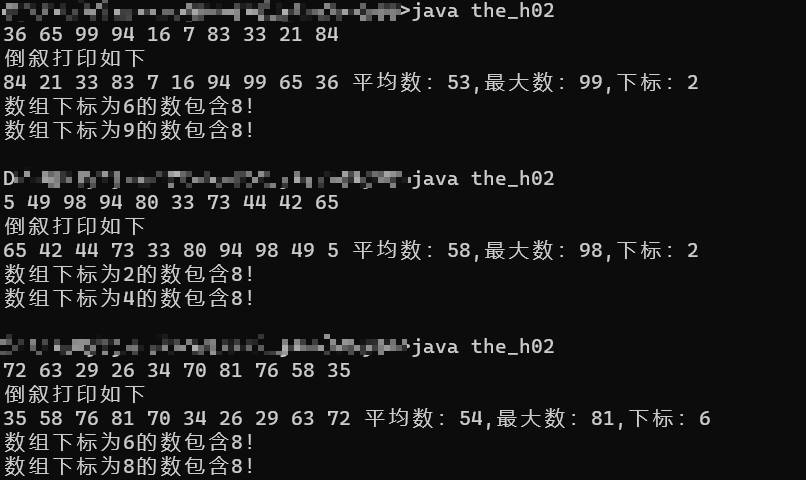 >java the_h02
36 65 99 94 16 7 83 33 21 84
倒叙打印如下
84 21 33 83 7 16 94 99 65 36 平均数: 53,最大数: 99,下标: 2
数组下标为6的数包含8!
数组下标为9的数包含8!
D java the_h02
5 49 98 94 80 33 73 44 42 65
倒叙打印如下
65 42 44 73 33 80 94 98 49 5 平均数: 58,最大数: 98,下标: 2
数组下标为2的数包含8!
数组下标为4的数包含8!
java the_h02
72 63 29 26 34 70 81 76 58 35
倒叙打印如下
35 58 76 81 70 34 26 29 63 72 平均数: 54,最大数: 81,下标: 6
数组下标为6的数包含8!
数组下标为8的数包含8!